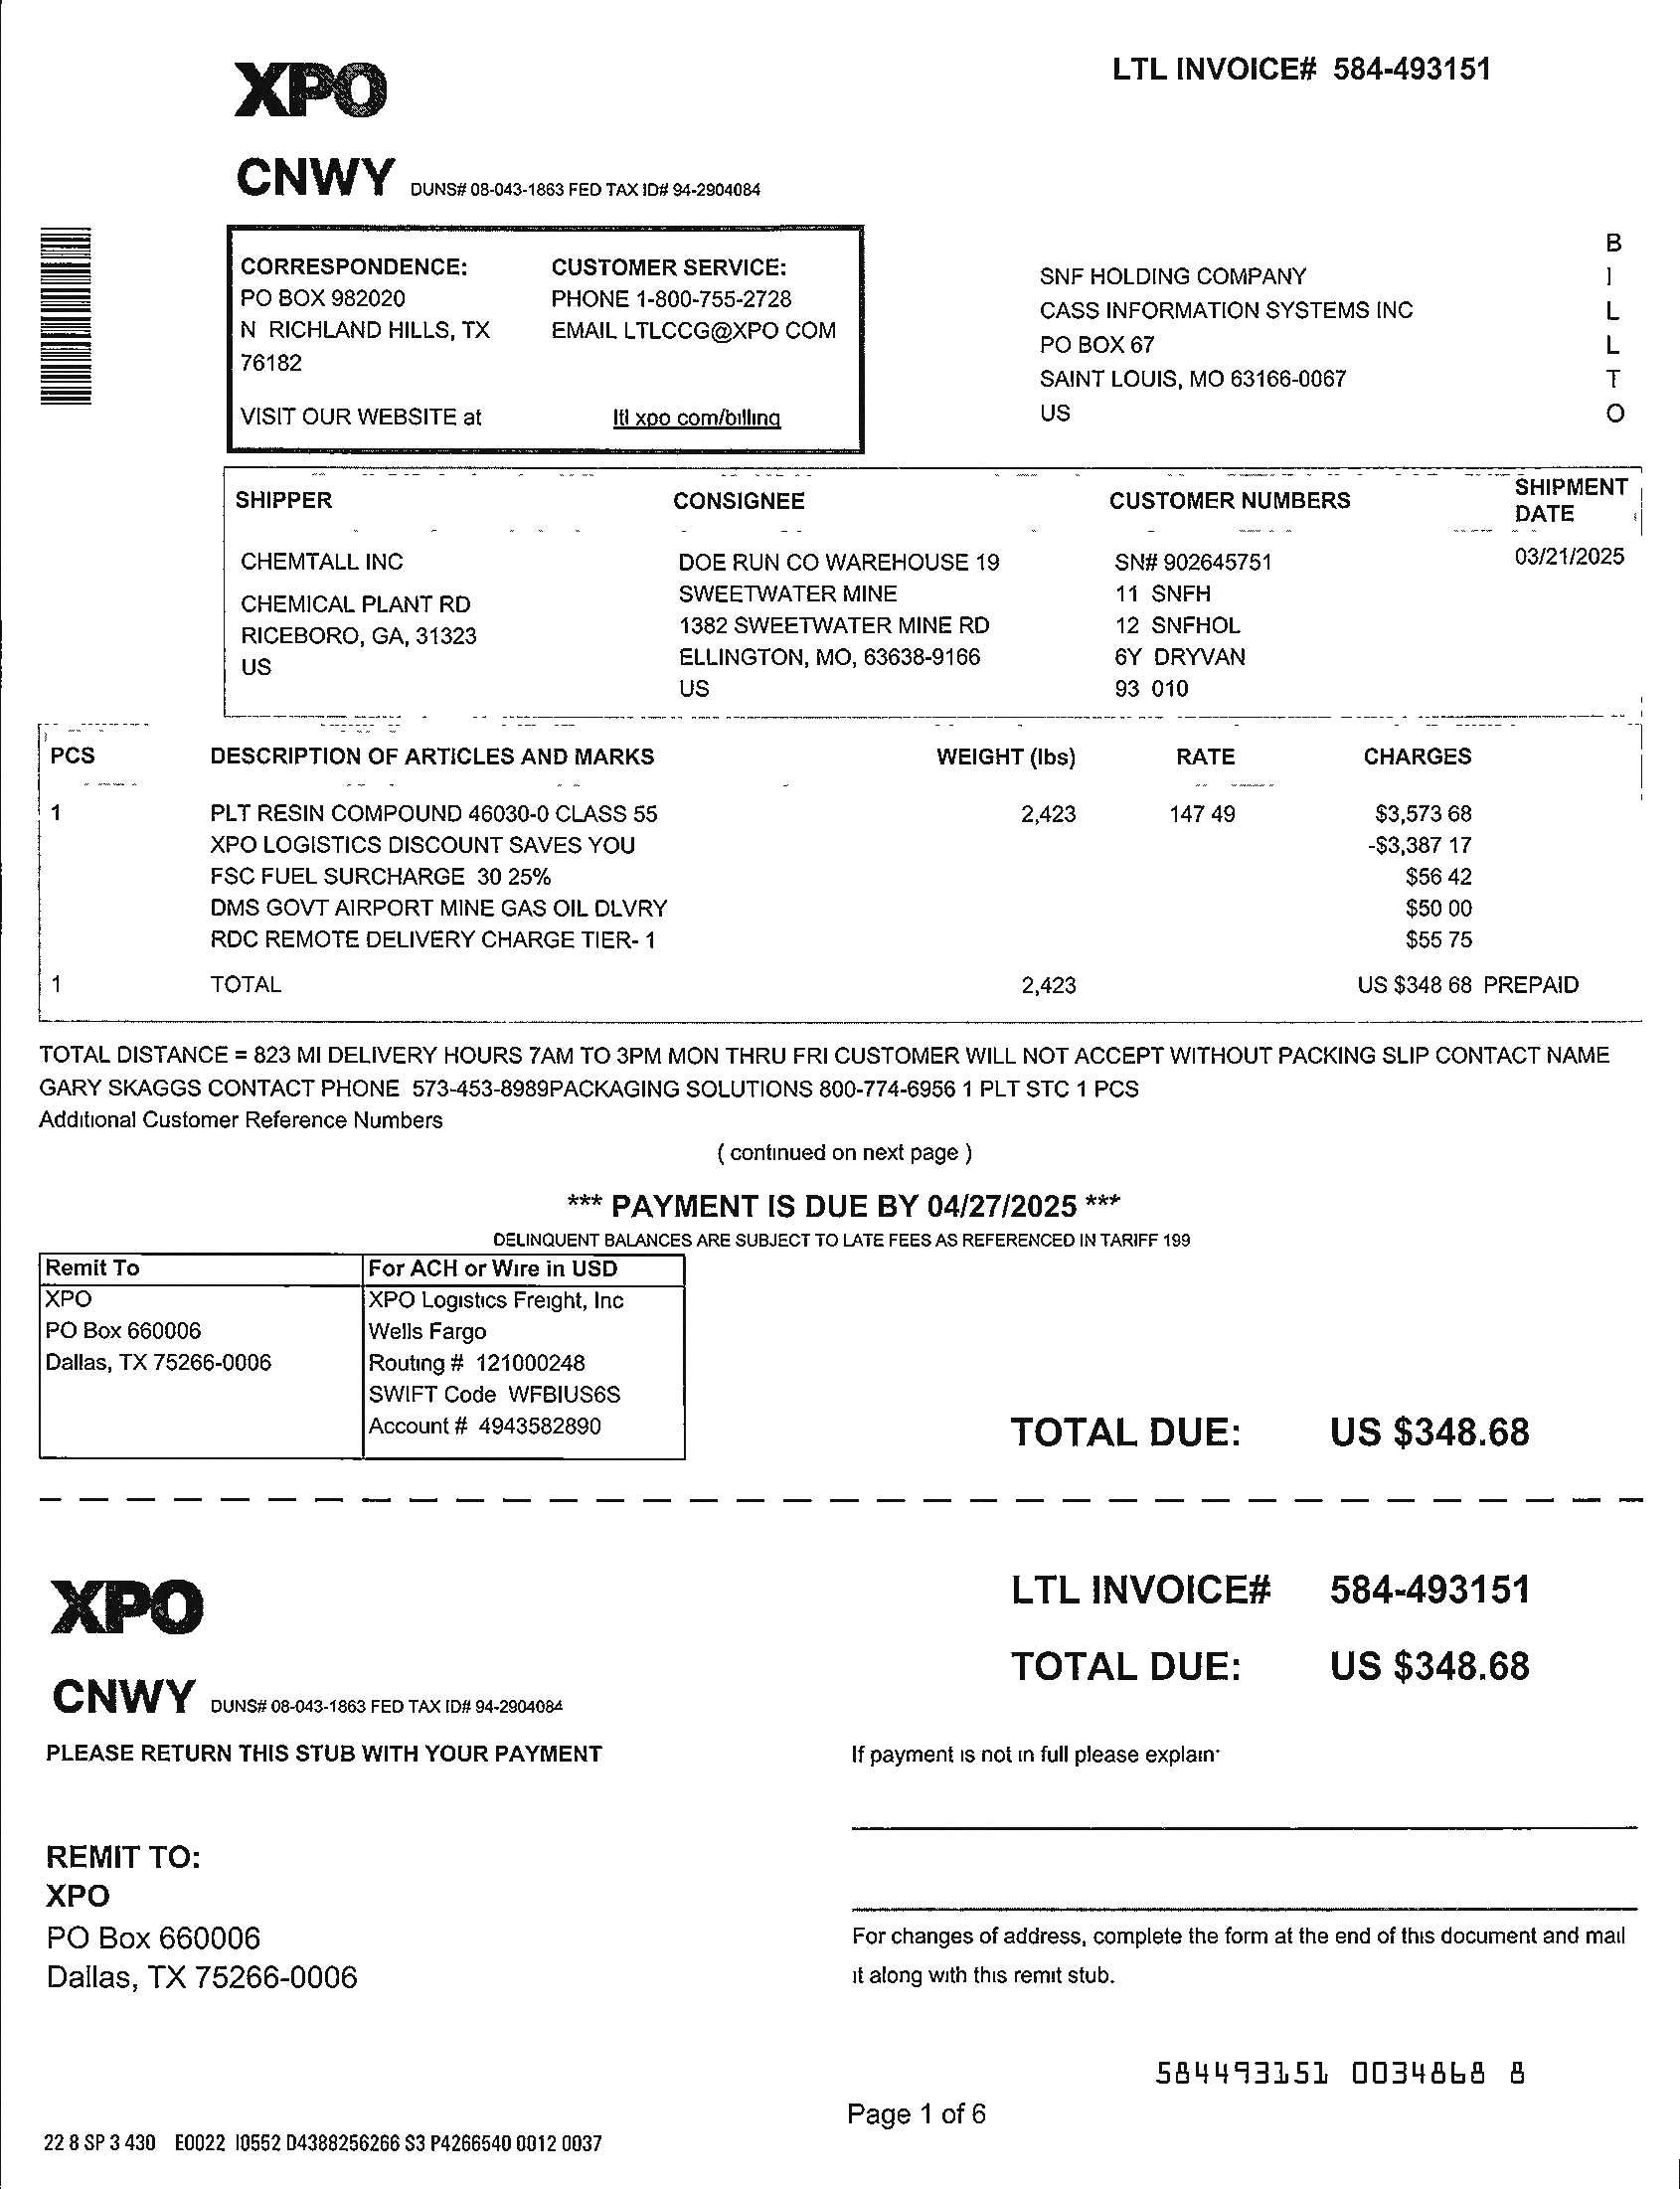 XPO
LTL INVOICE# 584-493151
CNWY DUNS# 08-043-1863 FED TAX ID# 94-2904084
CORRESPONDENCE: CUSTOMER SERVICE:
PO BOX 982020 PHONE 1-800-755-2728
N RICHLAND HILLS, TX EMAIL LTLCCG@XPO COM
76182
VISIT OUR WEBSITE at ltl xpo com/billing
SNF HOLDING COMPANY
CASS INFORMATION SYSTEMS INC
PO BOX 67
SAINT LOUIS, MO 63166-0067
US
B
I
L
L
T
O
SHIPPER CONSIGNEE CUSTOMER NUMBERS SHIPMENT
DATE
CHEMTALL INC DOE RUN CO WAREHOUSE 19 SN# 902645751 03/21/2025
CHEMICAL PLANT RD SWEETWATER MINE 11 SNFH
RICEBORO, GA, 31323 1382 SWEETWATER MINE RD 12 SNFHOL
US ELLINGTON, MO, 63638-9166 6Y DRYVAN
US 93 010
PCS DESCRIPTION OF ARTICLES AND MARKS WEIGHT (lbs) RATE CHARGES
1 PLT RESIN COMPOUND 46030-0 CLASS 55 2,423 147 49 $3,573 68
XPO LOGISTICS DISCOUNT SAVES YOU -$3,387 17
FSC FUEL SURCHARGE 30 25% $56 42
DMS GOVT AIRPORT MINE GAS OIL DLVRY $50 00
RDC REMOTE DELIVERY CHARGE TIER- 1 $55 75
1 TOTAL 2,423 US $348 68 PREPAID
TOTAL DISTANCE = 823 MI DELIVERY HOURS 7AM TO 3PM MON THRU FRI CUSTOMER WILL NOT ACCEPT WITHOUT PACKING SLIP CONTACT NAME
GARY SKAGGS CONTACT PHONE 573-453-8989PACKAGING SOLUTIONS 800-774-6956 1 PLT STC 1 PCS
Additional Customer Reference Numbers
( continued on next page )
*** PAYMENT IS DUE BY 04/27/2025 ***
DELINQUENT BALANCES ARE SUBJECT TO LATE FEES AS REFERENCED IN TARIFF 199
Remit To For ACH or Wire in USD
XPO XPO Logistics Freight, Inc
PO Box 660006 Wells Fargo
Dallas, TX 75266-0006 Routing # 121000248
SWIFT Code WFBIUS6S
Account # 4943582890
TOTAL DUE: US $348.68
XPO
LTL INVOICE# 584-493151
TOTAL DUE: US $348.68
CNWY DUNS# 08-043-1863 FED TAX ID# 94-2904084
PLEASE RETURN THIS STUB WITH YOUR PAYMENT
If payment is not in full please explain:
REMIT TO:
XPO
PO Box 660006
Dallas, TX 75266-0006
For changes of address, complete the form at the end of this document and mail
it along with this remit stub.
584493151 0034868 8
Page 1 of 6
22 8 SP 3 430 E0022 I0552 D4388256266 S3 P4266540 0012 0037